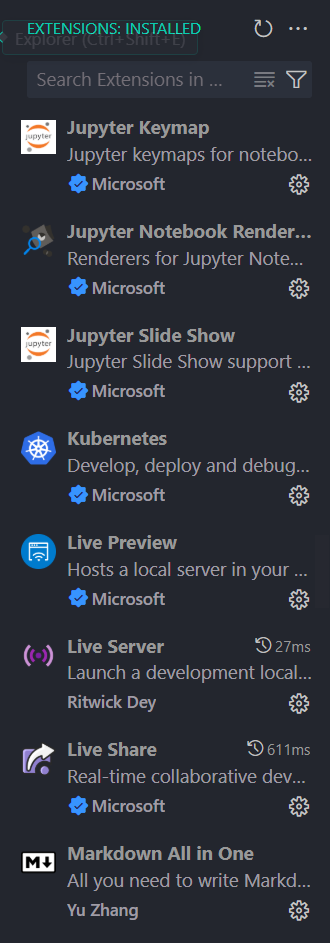 EXTENSIONS: INSTALLED
Explorer (Ctrl+Shift+E)
Search Extensions in ...
jupyter
Jupyter Keymap
Jupyter keymaps for notebo...
Microsoft
Jupyter Notebook Render...
Renderers for Jupyter Note...
Microsoft
jupyter
Jupyter Slide Show
Jupyter Slide Show support ...
Microsoft
Kubernetes
Develop, deploy and debug...
Microsoft
Live Preview
Hosts a local server in your ...
Microsoft
Live Server 27ms
Launch a development local...
Ritwick Dey
Live Share 611ms
Real-time collaborative dev...
Microsoft
M
Markdown All in One
All you need to write Markd...
Yu Zhang